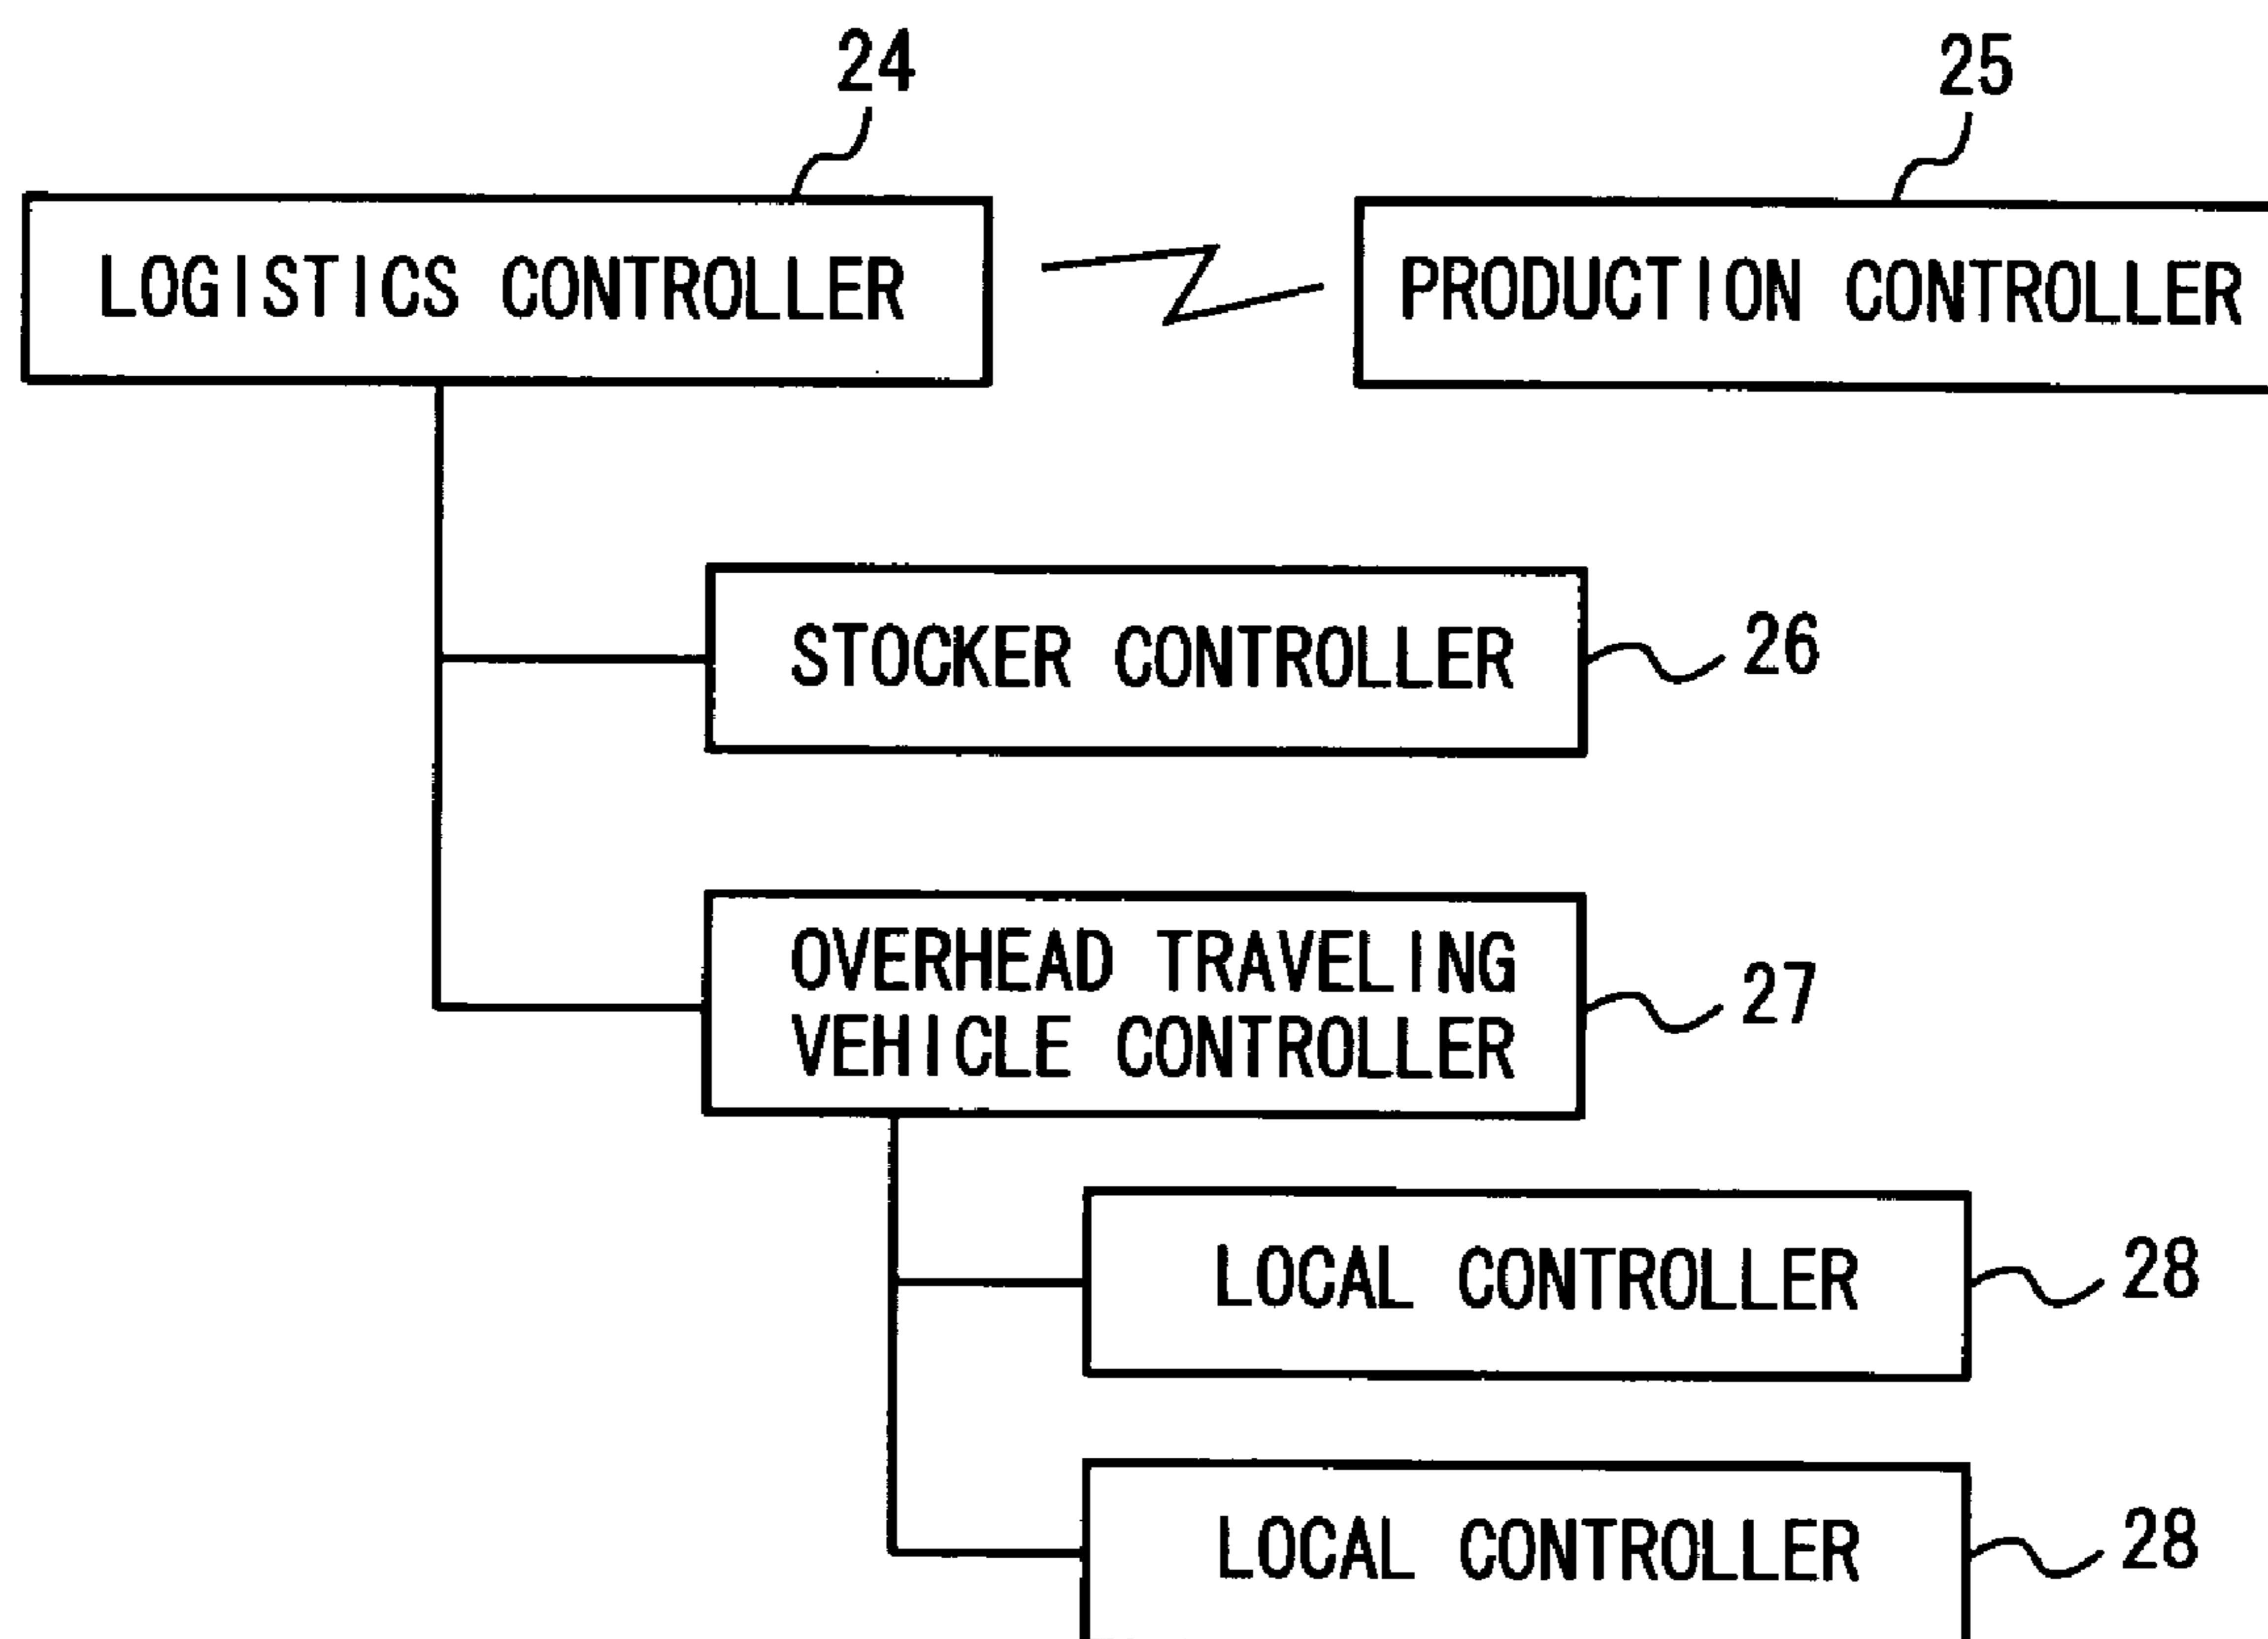 24
25
LOGISTICS CONTROLLER
PRODUCTION CONTROLLER
STOCKER CONTROLLER
26
OVERHEAD TRAVELING
VEHICLE CONTROLLER
27
LOCAL CONTROLLER
28
LOCAL CONTROLLER
28